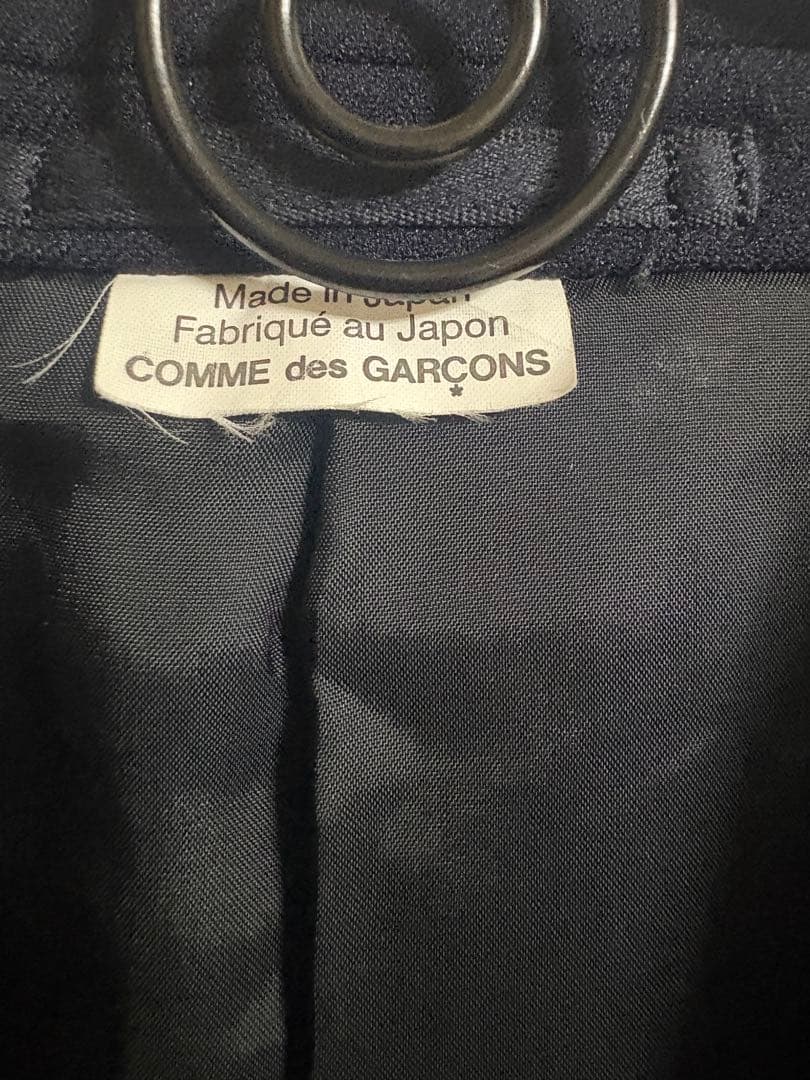 Made in Japan
Fabriqué au Japon
COMME des GARÇONS
*